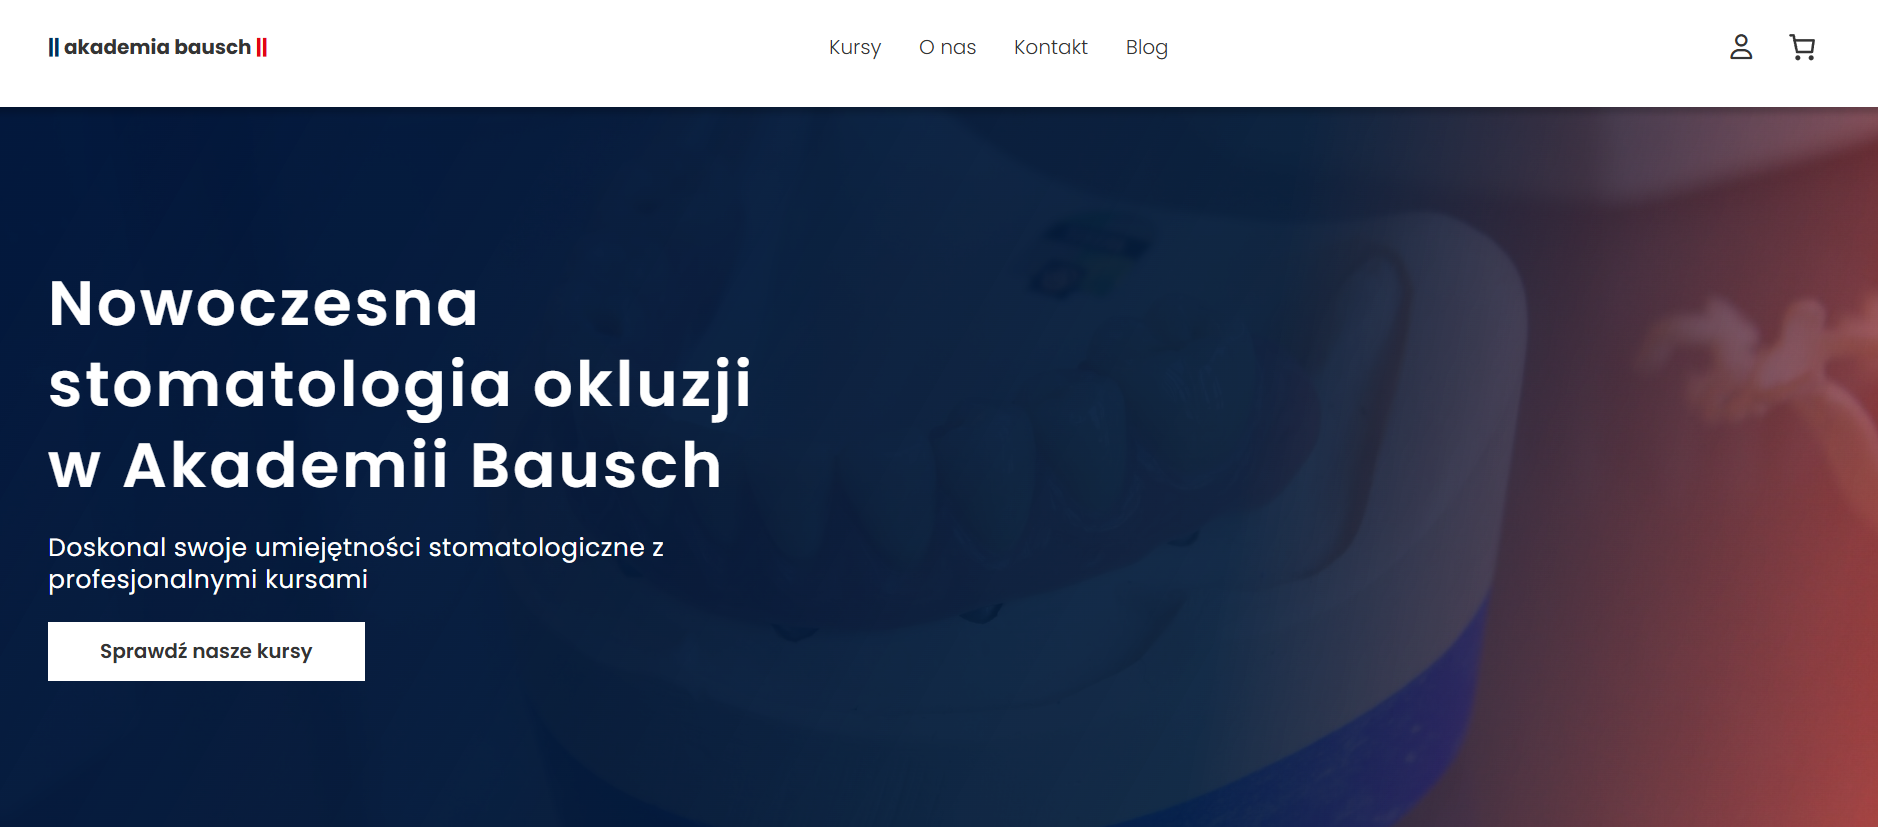 || akademia bausch ||
Kursy
O nas
Kontakt
Blog
Nowoczesna
stomatologia okluzji
w Akademii Bausch
Doskonal swoje umiejętności stomatologiczne z
profesjonalnymi kursami
Sprawdź nasze kursy